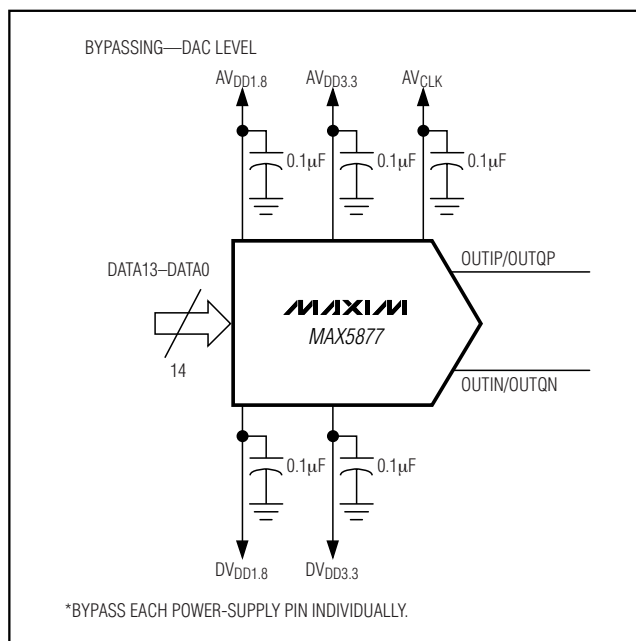 BYPASSING—DAC LEVEL
AVDD1.8 AVDD3.3 AVCLK
0.1µF 0.1µF 0.1µF
DATA13–DATA0
14
MAXIM
MAX5877
OUTIP/OUTQP
OUTIN/OUTQN
0.1µF 0.1µF
DVDD1.8 DVDD3.3
*BYPASS EACH POWER-SUPPLY PIN INDIVIDUALLY.